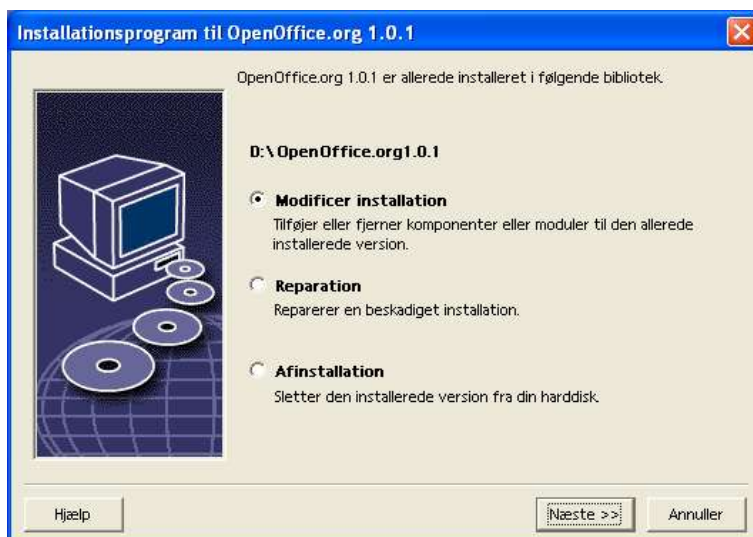 Installationsprogram til OpenOffice.org 1.0.1
OpenOffice.org 1.0.1 er allerede installeret i følgende bibliotek.
D:\OpenOffice.org1.0.1
Modificer installation
Tilføjer eller fjerner komponenter eller moduler til den allerede
installerede version.
Reparation
Reparerer en beskadiget installation.
Afinstallation
Sletter den installerede version fra din harddisk.
Hjælp
Næste >>
Annuller